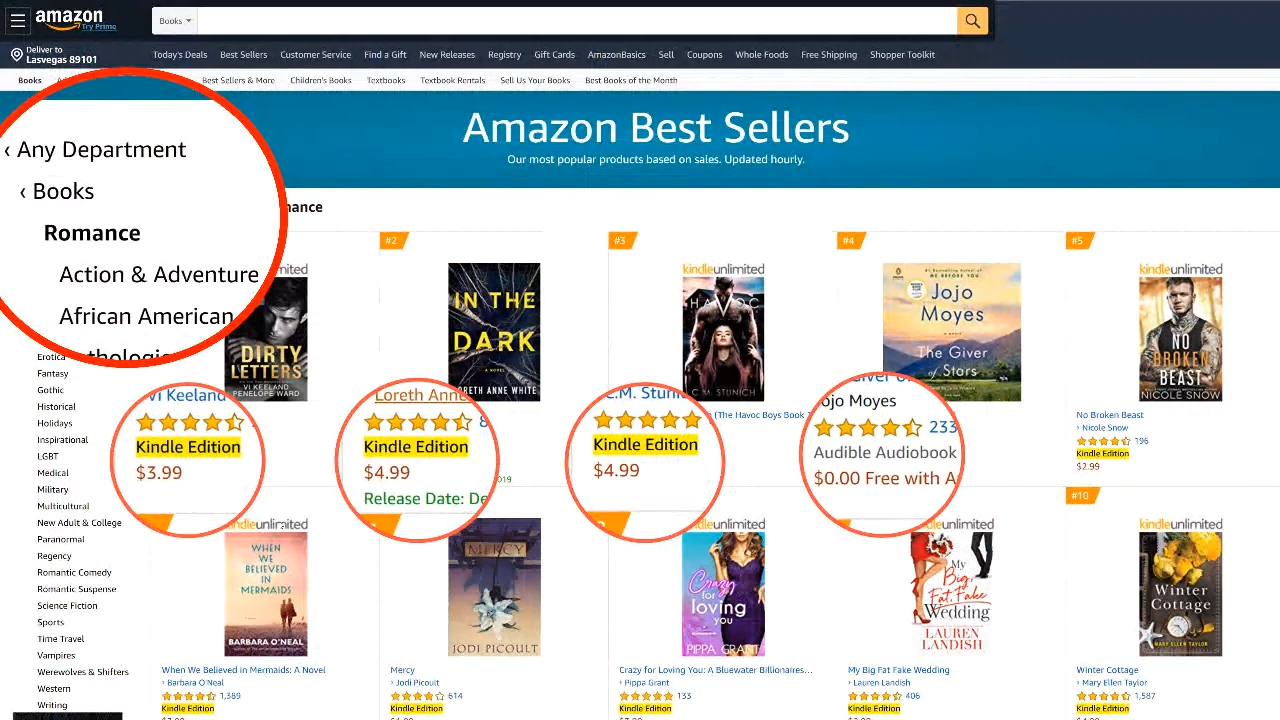 amazon
Try Prime
Books
Deliver to
Lasvegas 89101
Today's Deals Best Sellers Customer Service Find a Gift New Releases Registry Gift Cards AmazonBasics Sell Coupons Whole Foods Free Shipping Shopper Toolkit
Books Best Sellers & More Children's Books Textbooks Textbook Rentals Sell Us Your Books Best Books of the Month
Amazon Best Sellers
Our most popular products based on sales. Updated hourly.
‹ Any Department
‹ Books
Romance
Action & Adventure
African American
Erotica
Fantasy
Gothic
Historical
Holidays
Inspirational
LGBT
Medical
Military
Multicultural
New Adult & College
Paranormal
Regency
Romantic Comedy
Romantic Suspense
Science Fiction
Sports
Time Travel
Vampires
Werewolves & Shifters
Western
Writing
#2 #3 #4 #5
DIRTY
LETTERS
VI KEELAND
PENELOPE WARD
VI Keeland
Kindle Edition
$3.99
IN THE
DARK
A NOVEL
LORETH ANNE WHITE
Loreth Anne
Kindle Edition
$4.99
Release Date: De
2019
kindleunlimited
HAVOC
C.M. STUNICH
C.M. Stunic
(The Havoc Boys Book 1
Kindle Edition
$4.99
#1 Bestselling Author of
ME BEFORE YOU
Jojo
Moyes
a novel
The Giver
of Stars
Jojo Moyes
233
Audible Audiobook
$0.00 Free with A
kindleunlimited
NO
BROKEN
BEAST
NICOLE SNOW
No Broken Beast
› Nicole Snow
196
Kindle Edition
$2.99
#10
kindleunlimited
WHEN
WE
BELIEVED
IN
MERMAIDS
BARBARA O'NEAL
When We Believed in Mermaids: A Novel
› Barbara O'Neal
1,389
Kindle Edition
MERCY
JODI PICOULT
Mercy
› Jodi Picoult
614
Kindle Edition
kindleunlimited
Crazy
for
loving
you
PIPPA GRANT
Crazy for Loving You: A Bluewater Billionaires...
› Pippa Grant
133
Kindle Edition
kindleunlimited
My
Big
Fat, Fake
Wedding
LAUREN
LANDISH
My Big Fat Fake Wedding
› Lauren Landish
406
Kindle Edition
kindleunlimited
Winter
Cottage
MARY ELLEN TAYLOR
Winter Cottage
› Mary Ellen Taylor
1,587
Kindle Edition